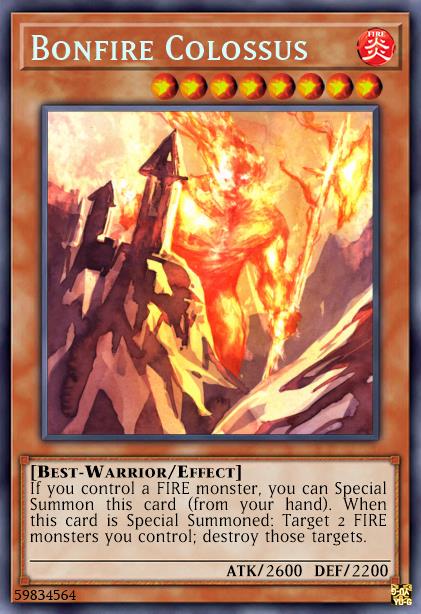 BONFIRE COLOSSUS
FIRE
炎
[BEST-WARRIOR/EFFECT]
If you control a FIRE monster, you can Special
Summon this card (from your hand). When
this card is Special Summoned: Target 2 FIRE
monsters you control; destroy those targets.
ATK/2600 DEF/2200
59834564